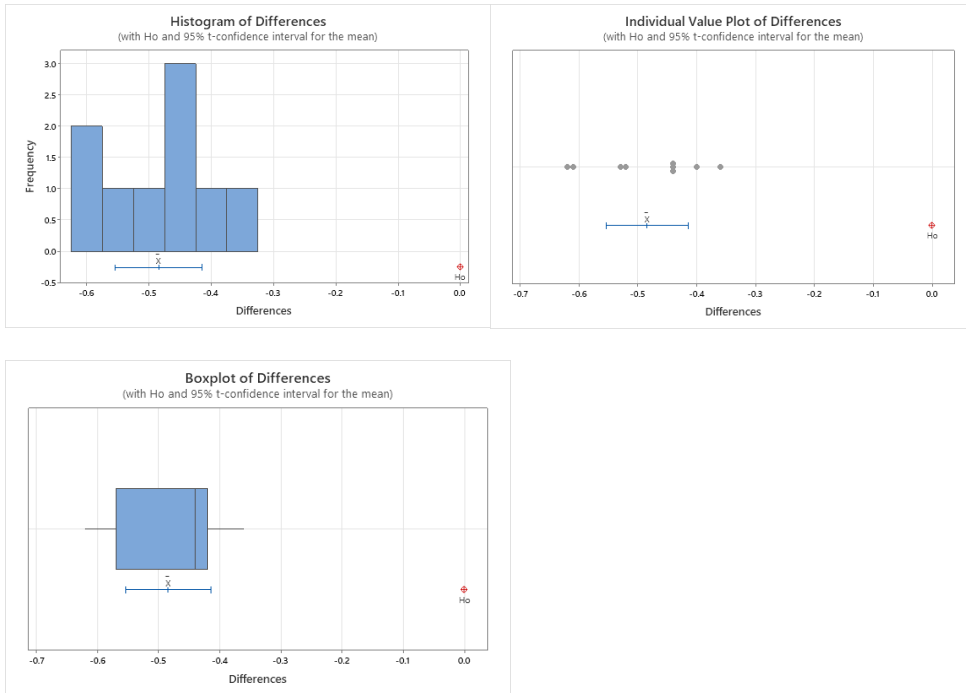 Histogram of Differences
(with Ho and 95% t-confidence interval for the mean)
3.0
2.5
2.0
1.5
1.0
0.5
0.0
-0.5
Frequency
X
Ho
-0.6 -0.5 -0.4 -0.3 -0.2 -0.1 0.0
Differences
Individual Value Plot of Differences
(with Ho and 95% t-confidence interval for the mean)
X
Ho
-0.7 -0.6 -0.5 -0.4 -0.3 -0.2 -0.1 0.0
Differences
Boxplot of Differences
(with Ho and 95% t-confidence interval for the mean)
X
Ho
-0.7 -0.6 -0.5 -0.4 -0.3 -0.2 -0.1 0.0
Differences